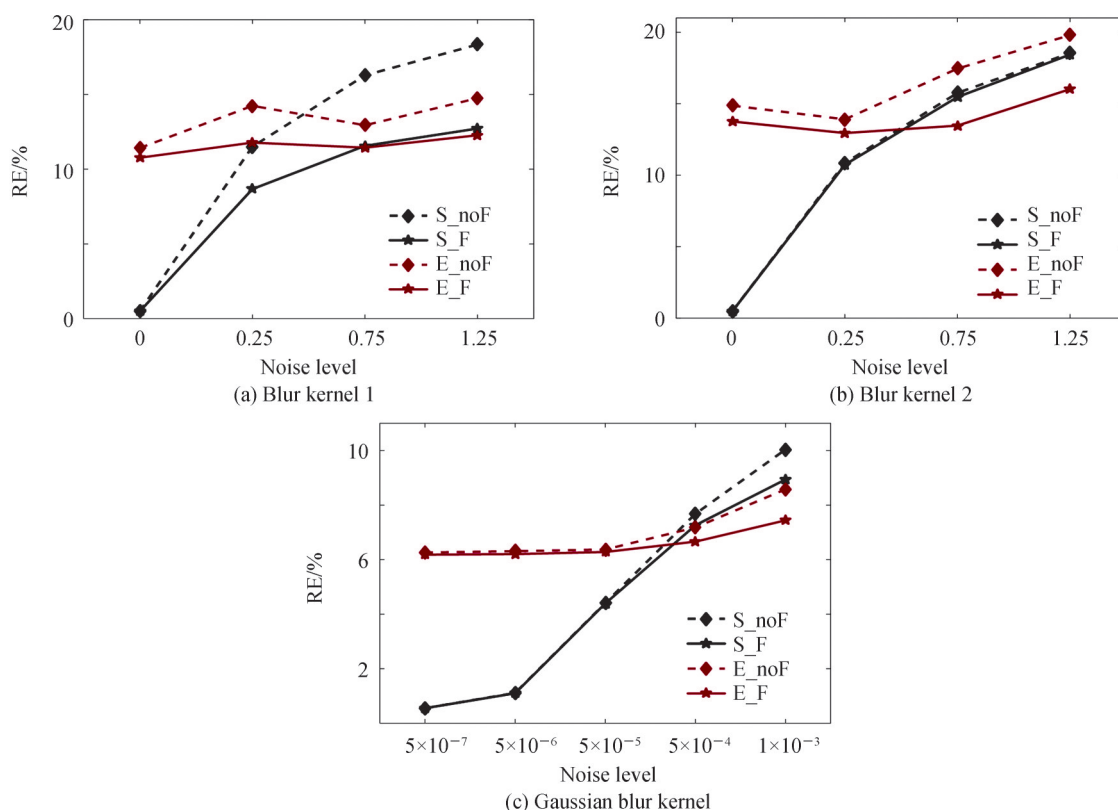 20
10
0
RE/%
S_noF
S_F
E_noF
E_F
0 0.25 0.75 1.25
Noise level
(a) Blur kernel 1
20
10
0
RE/%
S_noF
S_F
E_noF
E_F
0 0.25 0.75 1.25
Noise level
(b) Blur kernel 2
10
6
2
RE/%
S_noF
S_F
E_noF
E_F
5×10⁻⁷ 5×10⁻⁶ 5×10⁻⁵ 5×10⁻⁴ 1×10⁻³
Noise level
(c) Gaussian blur kernel